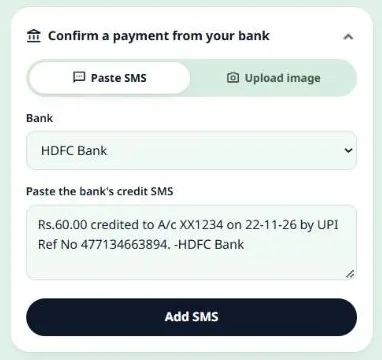 Confirm a payment from your bank
Paste SMS
Upload image
Bank
HDFC Bank
Paste the bank's credit SMS
Rs.60.00 credited to A/c XX1234 on 22-11-26 by UPI
Ref No 477134663894. -HDFC Bank
Add SMS